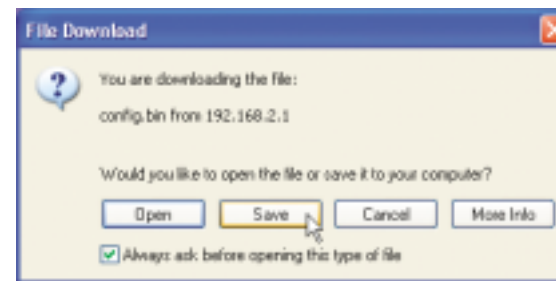 File Download
You are downloading the file:
config.bin from 192.168.2.1
Would you like to open the file or save it to your computer?
Open Save Cancel More Info
Always ask before opening this type of file